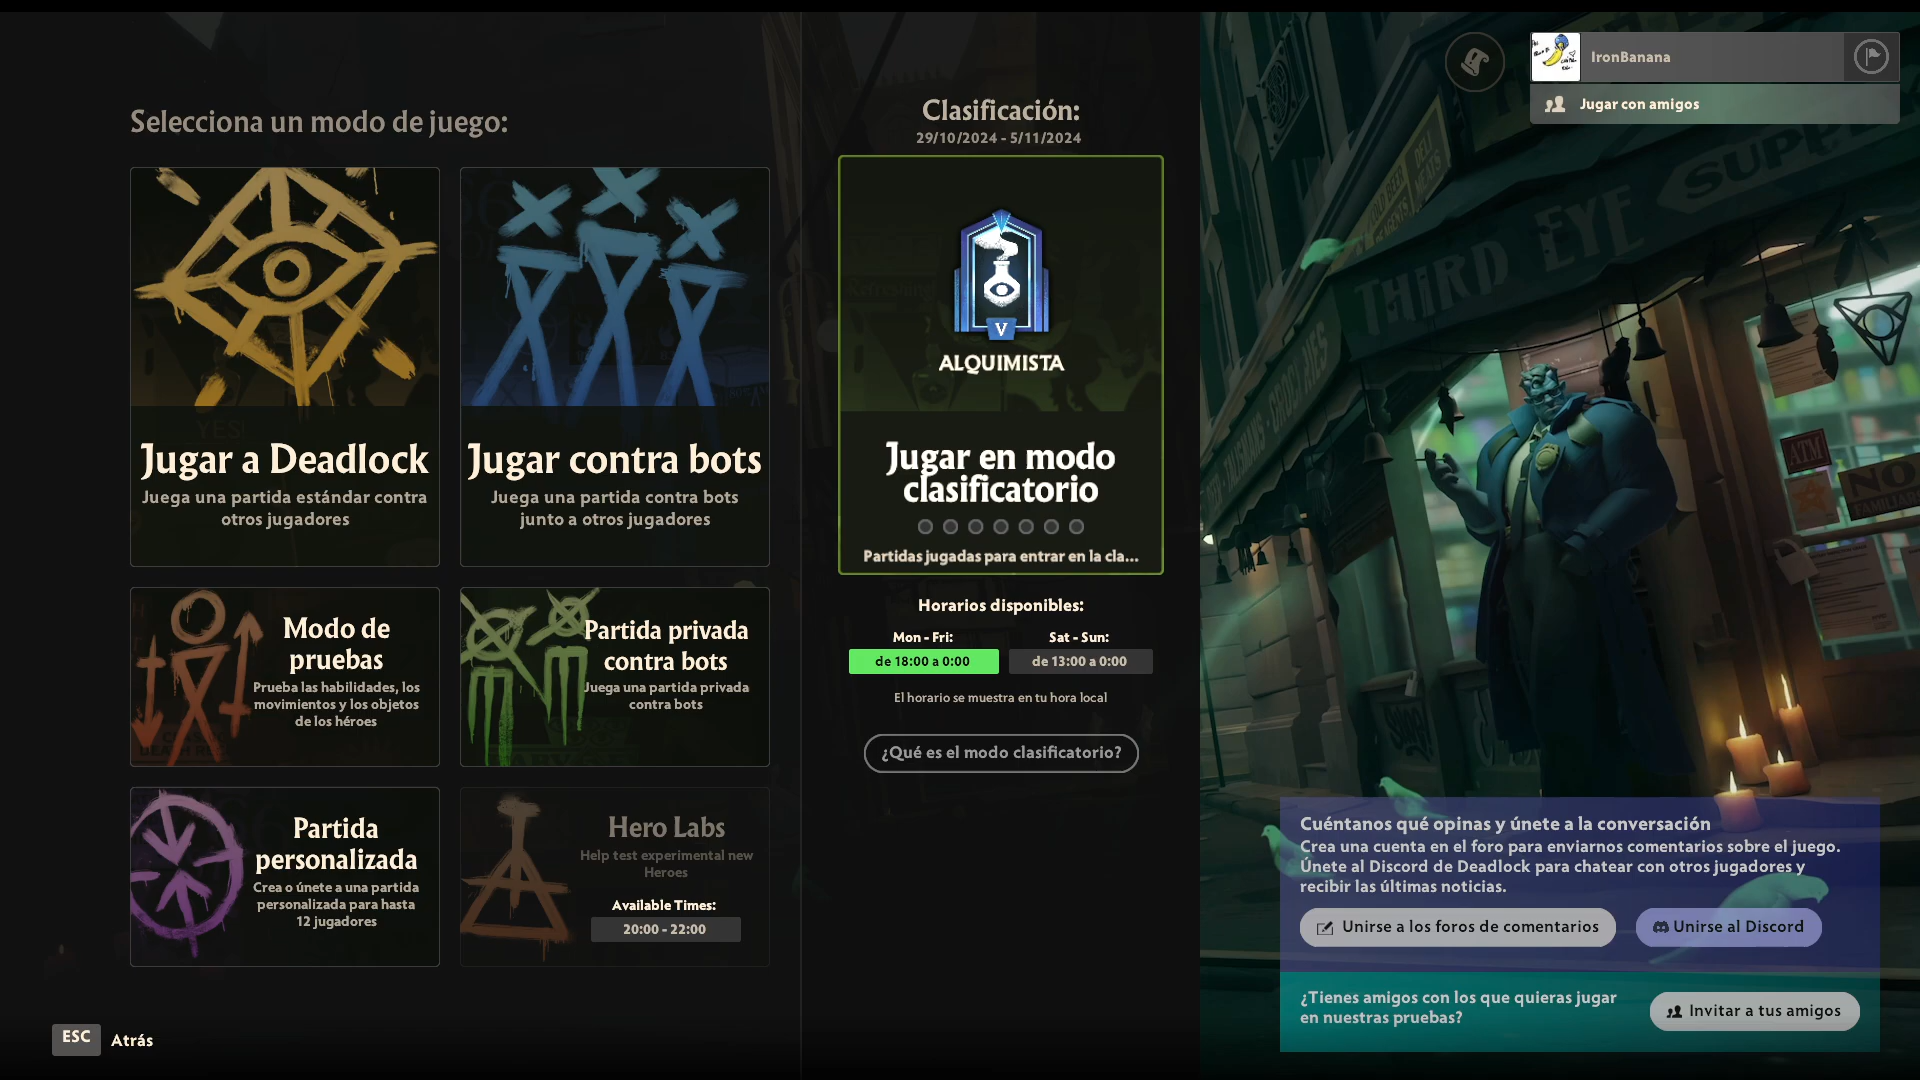 Selecciona un modo de juego:
Jugar a Deadlock
Juega una partida estándar contra
otros jugadores
Jugar contra bots
Juega una partida contra bots
junto a otros jugadores
Modo de
pruebas
Prueba las habilidades, los
movimientos y los objetos
de los héroes
Partida privada
contra bots
Juega una partida privada
contra bots
Partida
personalizada
Crea o únete a una partida
personalizada para hasta
12 jugadores
Hero Labs
Help test experimental new
Heroes
Available Times:
20:00 - 22:00
ESC Atrás
Clasificación:
29/10/2024 - 5/11/2024
V
ALQUIMISTA
Jugar en modo
clasificatorio
Partidas jugadas para entrar en la cla...
Horarios disponibles:
Mon - Fri:
de 18:00 a 0:00
Sat - Sun:
de 13:00 a 0:00
El horario se muestra en tu hora local
¿Qué es el modo clasificatorio?
IronBanana
Jugar con amigos
THIRD EYE
SUPPL
ATM
NO
FAMILIARS
Cuéntanos qué opinas y únete a la conversación
Crea una cuenta en el foro para enviarnos comentarios sobre el juego.
Únete al Discord de Deadlock para chatear con otros jugadores y
recibir las últimas noticias.
Unirse a los foros de comentarios
Unirse al Discord
¿Tienes amigos con los que quieras jugar
en nuestras pruebas?
Invitar a tus amigos